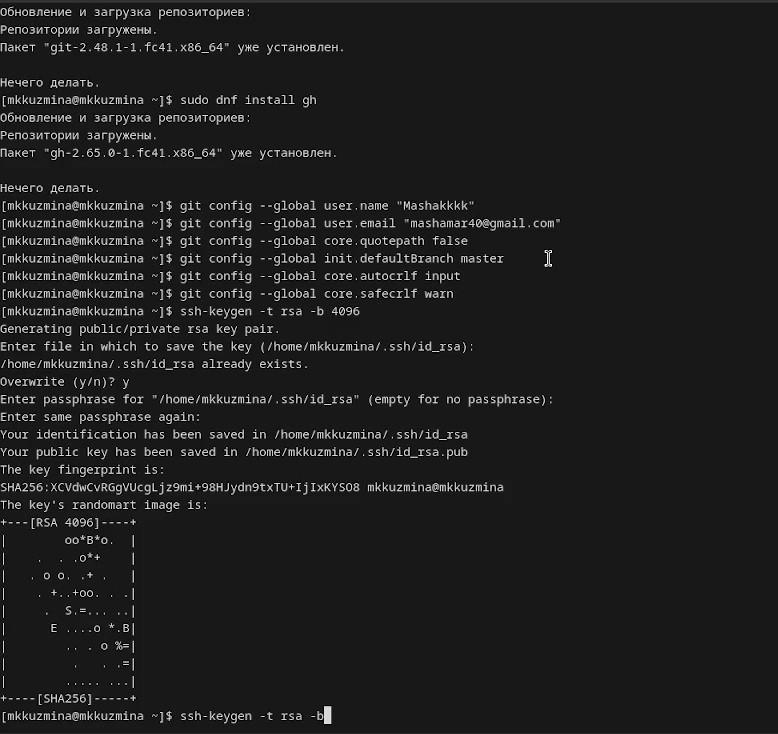 Обновление и загрузка репозиториев:
Репозитории загружены.
Пакет "git-2.48.1-1.fc41.x86_64" уже установлен.

Нечего делать.
[mkkuzmina@mkkuzmina ~]$ sudo dnf install gh
Обновление и загрузка репозиториев:
Репозитории загружены.
Пакет "gh-2.65.0-1.fc41.x86_64" уже установлен.

Нечего делать.
[mkkuzmina@mkkuzmina ~]$ git config --global user.name "Mashakkkk"
[mkkuzmina@mkkuzmina ~]$ git config --global user.email "mashamar40@gmail.com"
[mkkuzmina@mkkuzmina ~]$ git config --global core.quotepath false
[mkkuzmina@mkkuzmina ~]$ git config --global init.defaultBranch master
[mkkuzmina@mkkuzmina ~]$ git config --global core.autocrlf input
[mkkuzmina@mkkuzmina ~]$ git config --global core.safecrlf warn
[mkkuzmina@mkkuzmina ~]$ ssh-keygen -t rsa -b 4096
Generating public/private rsa key pair.
Enter file in which to save the key (/home/mkkuzmina/.ssh/id_rsa):
/home/mkkuzmina/.ssh/id_rsa already exists.
Overwrite (y/n)? y
Enter passphrase for "/home/mkkuzmina/.ssh/id_rsa" (empty for no passphrase):
Enter same passphrase again:
Your identification has been saved in /home/mkkuzmina/.ssh/id_rsa
Your public key has been saved in /home/mkkuzmina/.ssh/id_rsa.pub
The key fingerprint is:
SHA256:XCVdwCvRGgVUcgLjz9mi+98HJydn9txTU+IjIxKYSO8 mkkuzmina@mkkuzmina
The key's randomart image is:
+---[RSA 4096]----+
|        oo*B*o.  |
|    .  . .o*+    |
|   . o o. .+ .   |
|    . +..+oo. . .|
|     .  S.=... ..|
|      E ....o *.B|
|        .. . o %=|
|         .   . .=|
|        ..... ...|
+----[SHA256]-----+
[mkkuzmina@mkkuzmina ~]$ ssh-keygen -t rsa -b